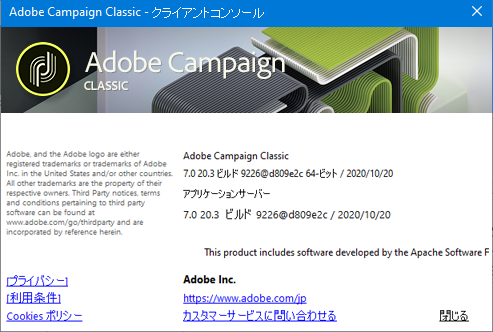 Adobe Campaign Classic - クライアントコンソール
Adobe Campaign
CLASSIC
Adobe, and the Adobe logo are either
registered trademarks or trademarks of Adobe
Inc. in the United States and/or other countries.
All other trademarks are the property of their
respective owners. Third Party notices, terms
and conditions pertaining to third party
software can be found at
www.adobe.com/go/thirdparty and are
incorporated by reference herein.
Adobe Campaign Classic
7.0 20.3 ビルド 9226@d809e2c 64-ビット / 2020/10/20
アプリケーションサーバー
7.0 20.3 ビルド 9226@d809e2c / 2020/10/20
This product includes software developed by the Apache Software F
[プライバシー]
Adobe Inc.
[利用条件]
https://www.adobe.com/jp
Cookies ポリシー
カスタマーサービスに問い合わせる
閉じる